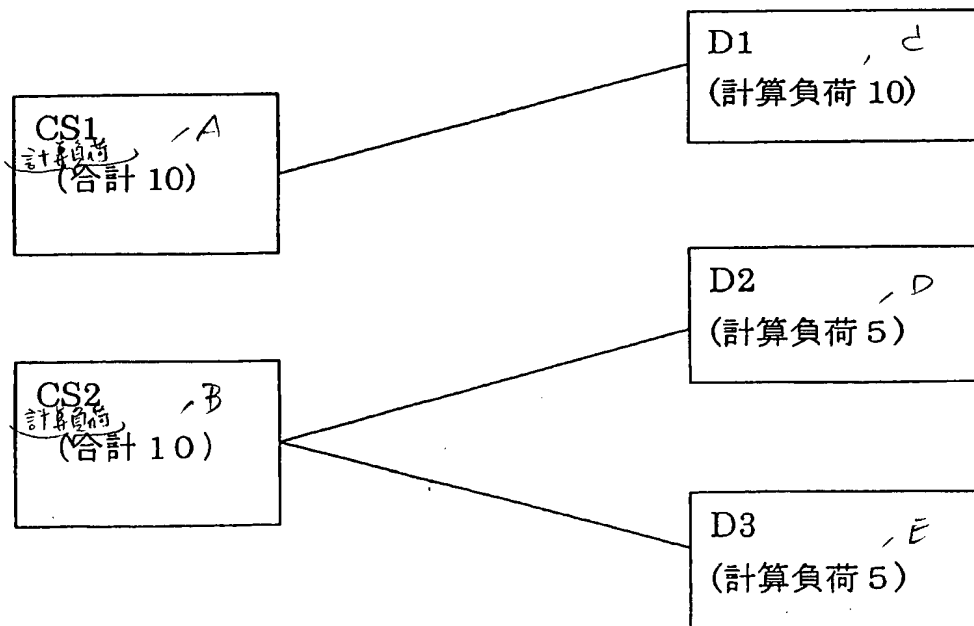 CS1 ,A
計算負荷
(合計 10)
CS2 ,B
計算負荷
(合計 10)
D1 ,C
(計算負荷 10)
D2 ,D
(計算負荷 5)
D3 ,E
(計算負荷 5)